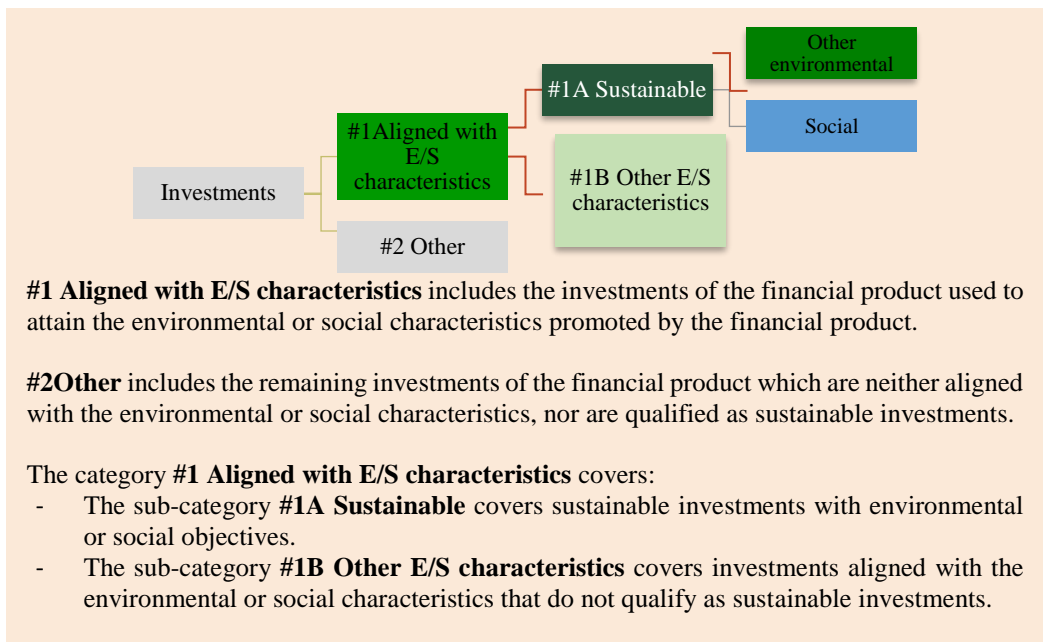 Other
environmental
#1A Sustainable
Social
#1Aligned with
E/S
characteristics
#1B Other E/S
characteristics
Investments
#2 Other
#1 Aligned with E/S characteristics includes the investments of the financial product used to
attain the environmental or social characteristics promoted by the financial product.
#2Other includes the remaining investments of the financial product which are neither aligned
with the environmental or social characteristics, nor are qualified as sustainable investments.
The category #1 Aligned with E/S characteristics covers:
- The sub-category #1A Sustainable covers sustainable investments with environmental
or social objectives.
- The sub-category #1B Other E/S characteristics covers investments aligned with the
environmental or social characteristics that do not qualify as sustainable investments.